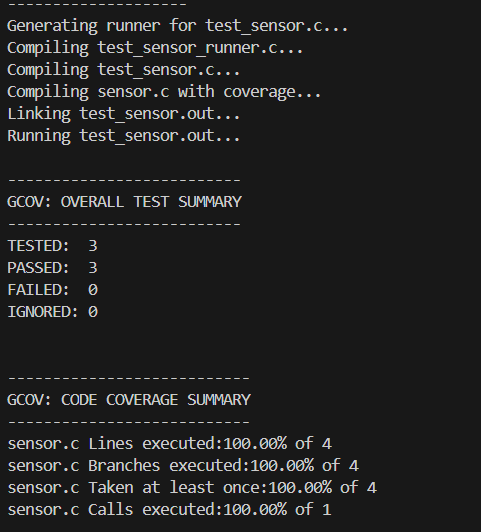 --------------------
Generating runner for test_sensor.c...
Compiling test_sensor_runner.c...
Compiling test_sensor.c...
Compiling sensor.c with coverage...
Linking test_sensor.out...
Running test_sensor.out...
--------------------------
GCOV: OVERALL TEST SUMMARY
--------------------------
TESTED:  3
PASSED:  3
FAILED:  0
IGNORED: 0
---------------------------
GCOV: CODE COVERAGE SUMMARY
---------------------------
sensor.c Lines executed:100.00% of 4
sensor.c Branches executed:100.00% of 4
sensor.c Taken at least once:100.00% of 4
sensor.c Calls executed:100.00% of 1